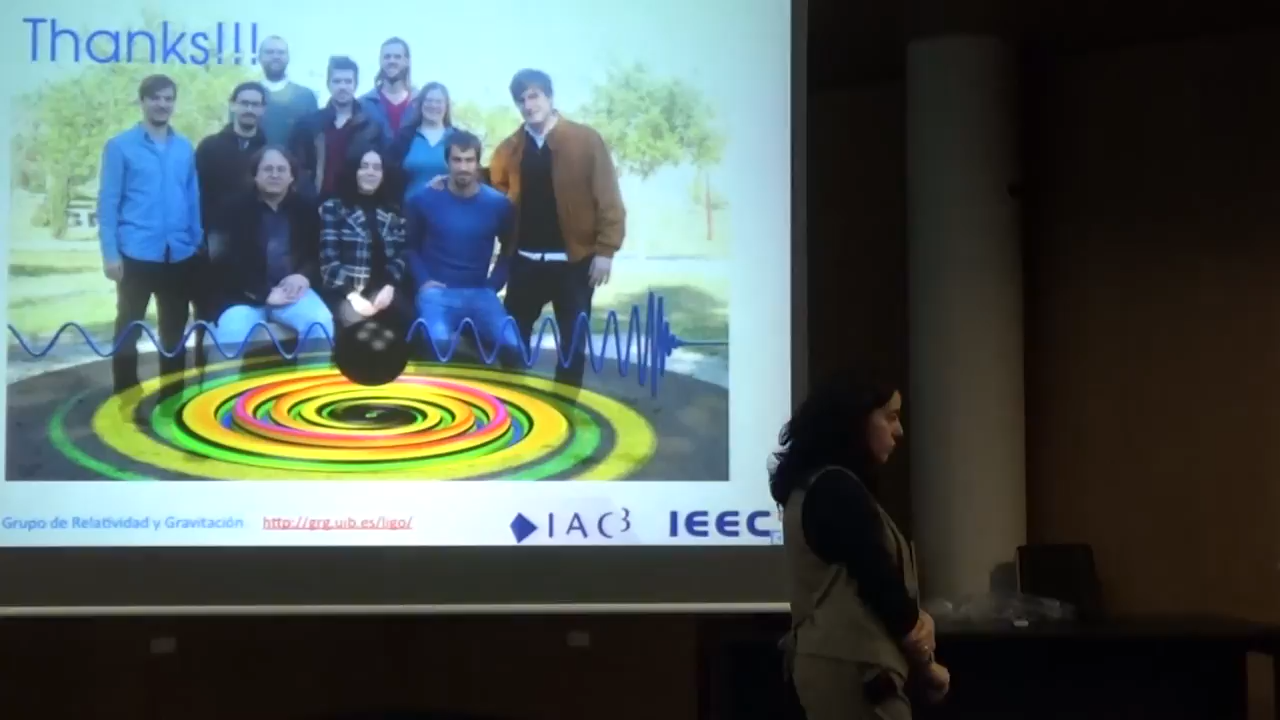 Thanks!!!
Grupo de Relatividad y Gravitación
http://grg.uib.es/ligo/
IAC3
IEEC